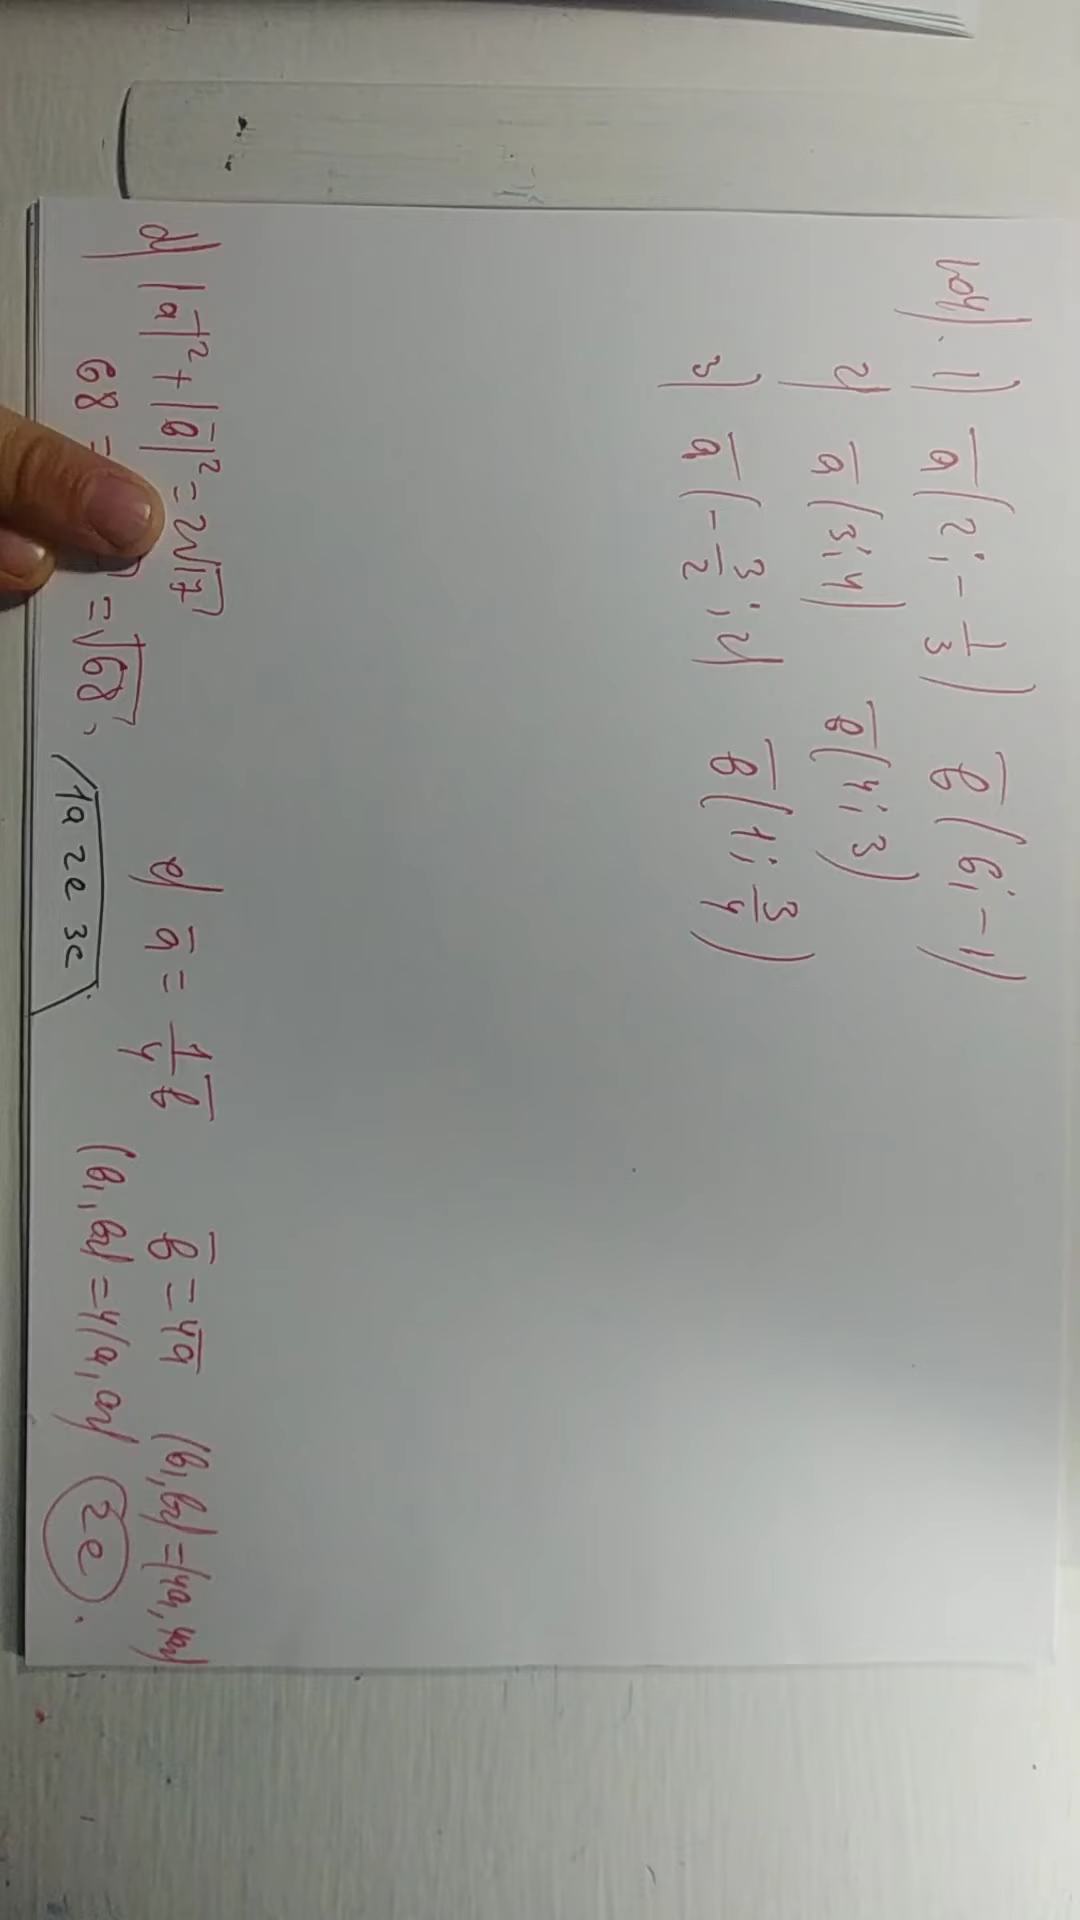 1) a̅(2; -1/3) b̅(6; -1)
2) a̅(3; 4) b̅(4; 3)
3) a̅(-3/2; 2) b̅(1; 3/4)
d) |a̅|² + |b̅|² = 2√17
68 = = √68.
1a 2e 3c
e) a̅ = 1/4 b̅ b̅ = 4a̅ (b₁, b₂) = (4a₁, 4a₂)
(b₁, b₂) = 4(a₁, a₂) 2e.